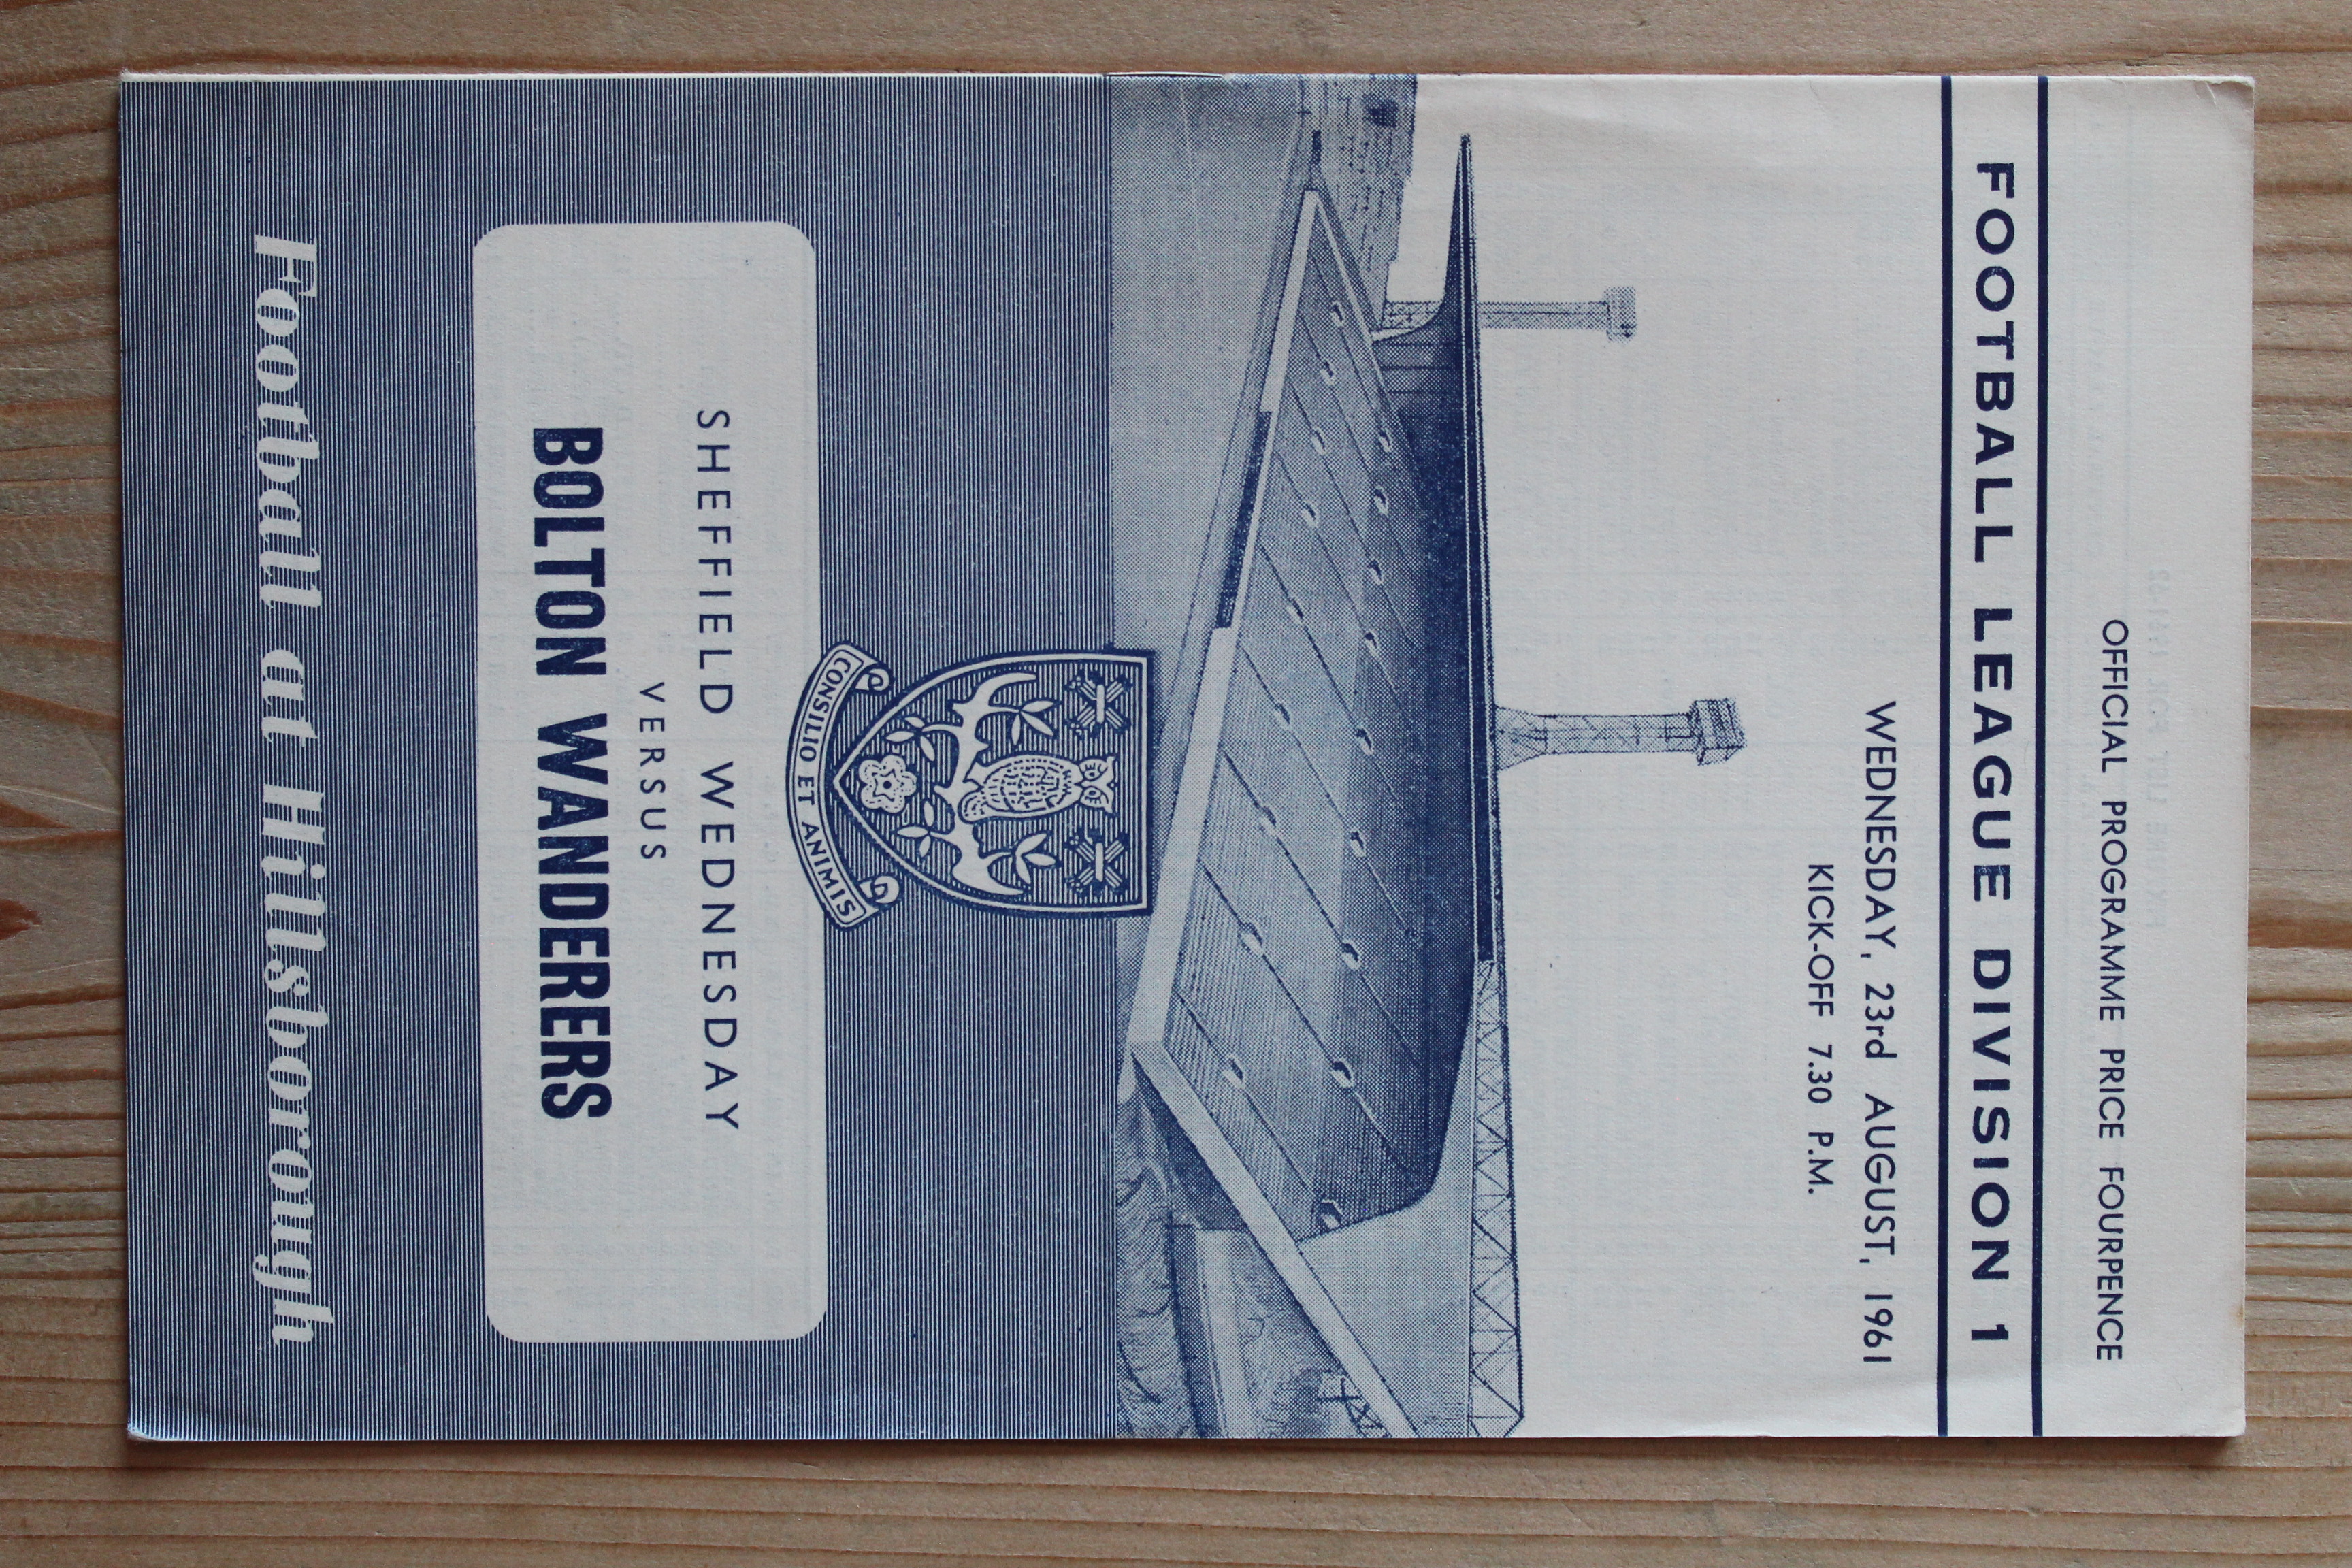 OFFICIAL PROGRAMME PRICE FOURPENCE
FOOTBALL LEAGUE DIVISION 1
WEDNESDAY, 23rd AUGUST, 1961
KICK-OFF 7.30 P.M.
CONSILIO ET ANIMIS
SHEFFIELD WEDNESDAY
VERSUS
BOLTON WANDERERS
Football at Hillsborough